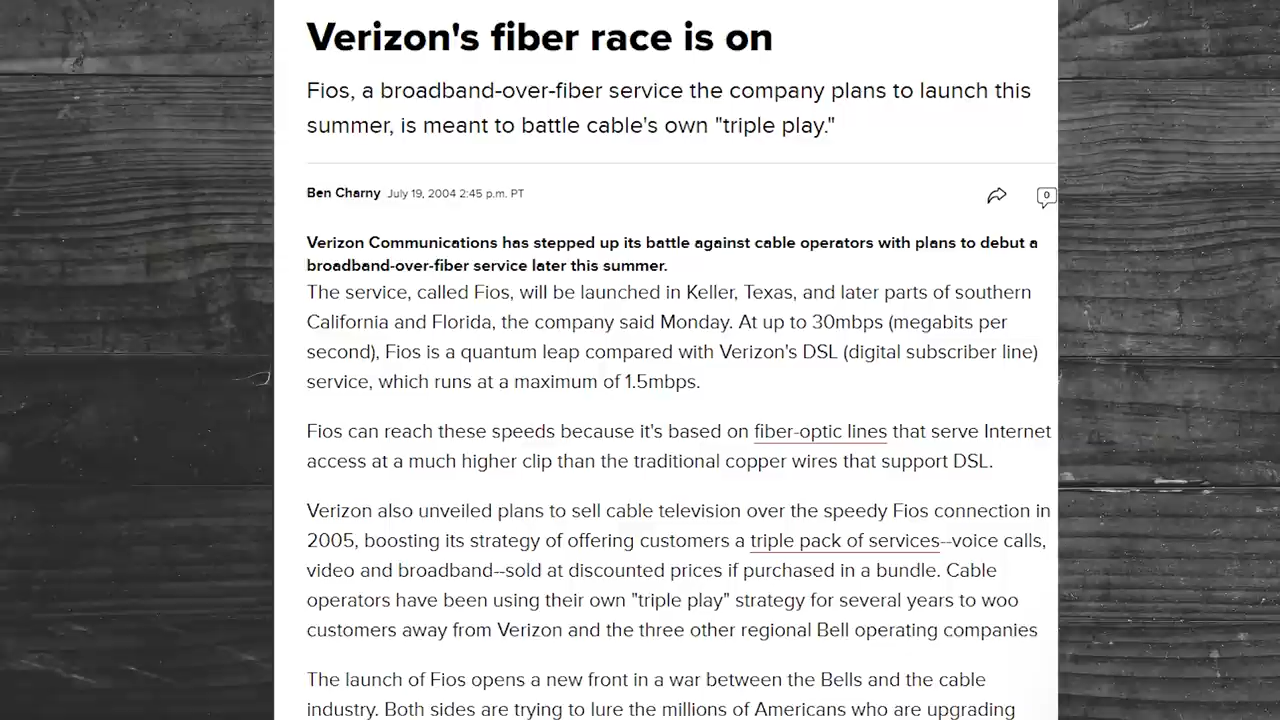 Verizon's fiber race is on
Fios, a broadband-over-fiber service the company plans to launch this
summer, is meant to battle cable's own "triple play."
Ben Charny July 19, 2004 2:45 p.m. PT
0
Verizon Communications has stepped up its battle against cable operators with plans to debut a
broadband-over-fiber service later this summer.
The service, called Fios, will be launched in Keller, Texas, and later parts of southern
California and Florida, the company said Monday. At up to 30mbps (megabits per
second), Fios is a quantum leap compared with Verizon's DSL (digital subscriber line)
service, which runs at a maximum of 1.5mbps.
Fios can reach these speeds because it's based on fiber-optic lines that serve Internet
access at a much higher clip than the traditional copper wires that support DSL.
Verizon also unveiled plans to sell cable television over the speedy Fios connection in
2005, boosting its strategy of offering customers a triple pack of services--voice calls,
video and broadband--sold at discounted prices if purchased in a bundle. Cable
operators have been using their own "triple play" strategy for several years to woo
customers away from Verizon and the three other regional Bell operating companies
The launch of Fios opens a new front in a war between the Bells and the cable
industry. Both sides are trying to lure the millions of Americans who are upgrading